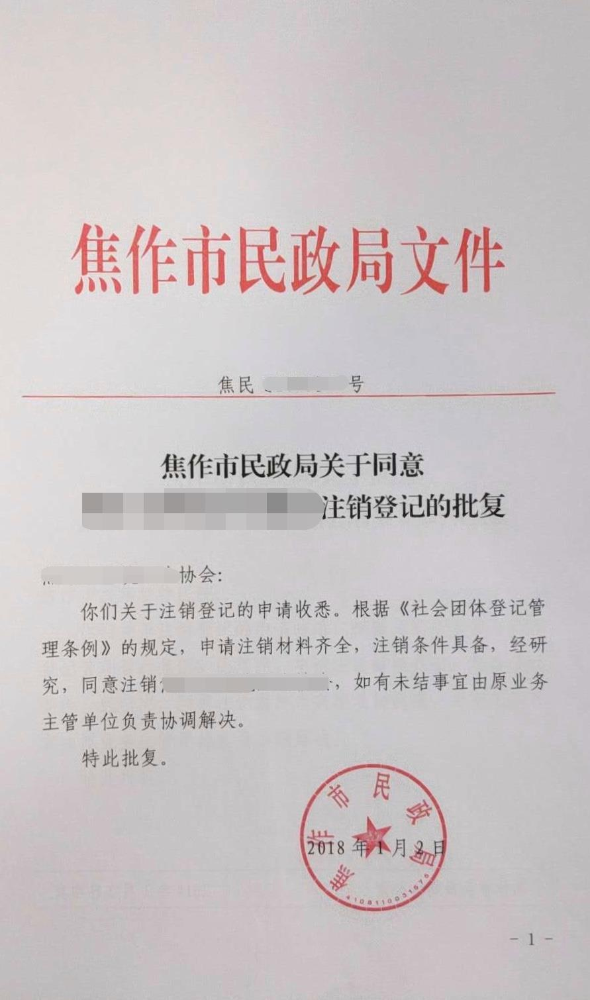 焦作市民政局文件
焦民 号
焦作市民政局关于同意
注销登记的批复
协会:
你们关于注销登记的申请收悉。根据《社会团体登记管
理条例》的规定，申请注销材料齐全，注销条件具备，经研
究，同意注销 ，如有未结事宜由原业务
主管单位负责协调解决。
特此批复。
焦作市民政局
2018年1月2日
4108110031575
- 1 -